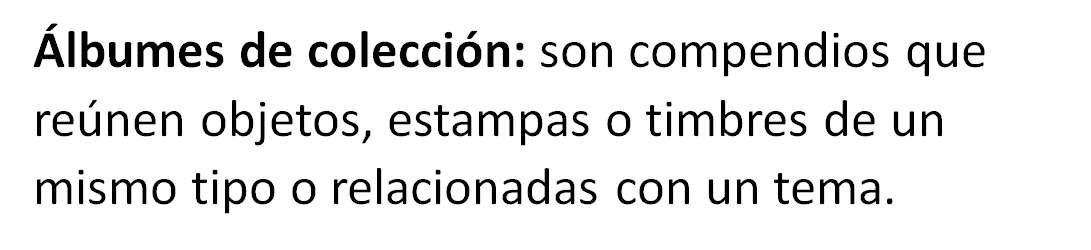 Álbumes de colección: son compendios que
reúnen objetos, estampas o timbres de un
mismo tipo o relacionadas con un tema.